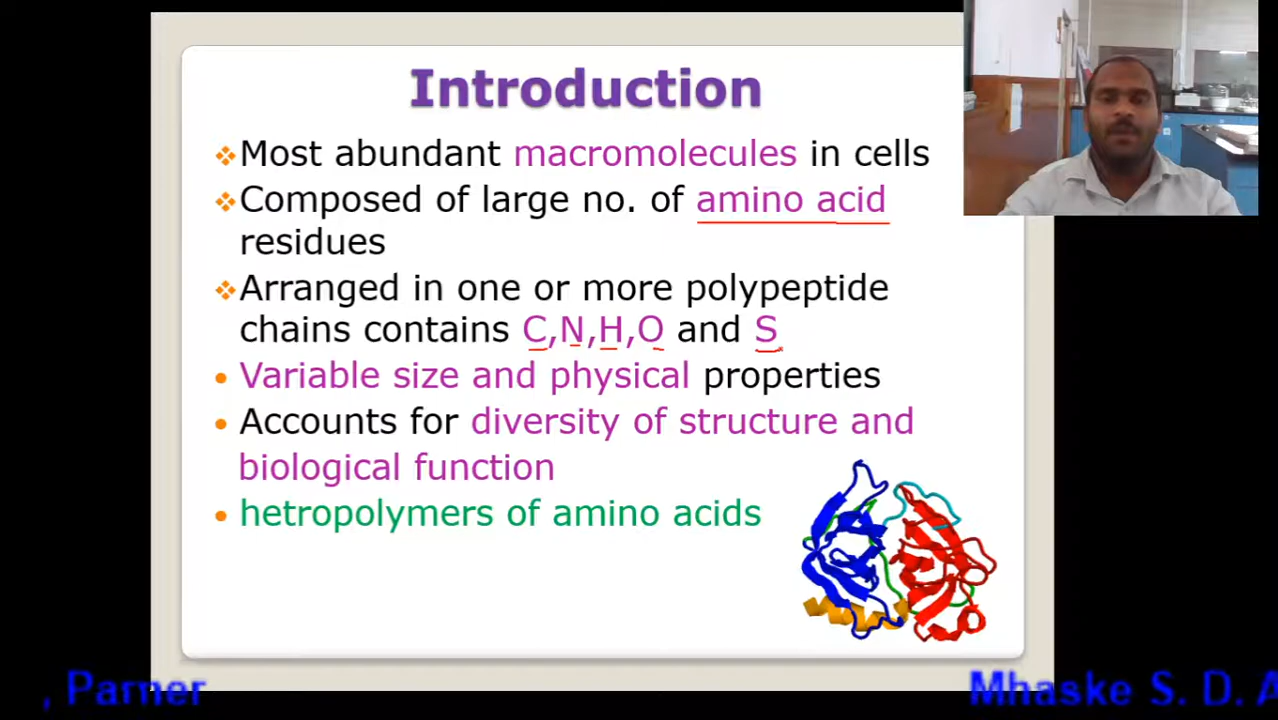 Introduction
Most abundant macromolecules in cells
Composed of large no. of amino acid
residues
Arranged in one or more polypeptide
chains contains C,N,H,O and S
Variable size and physical properties
Accounts for diversity of structure and
biological function
hetropolymers of amino acids
, Parner
Mhaske S. D. A